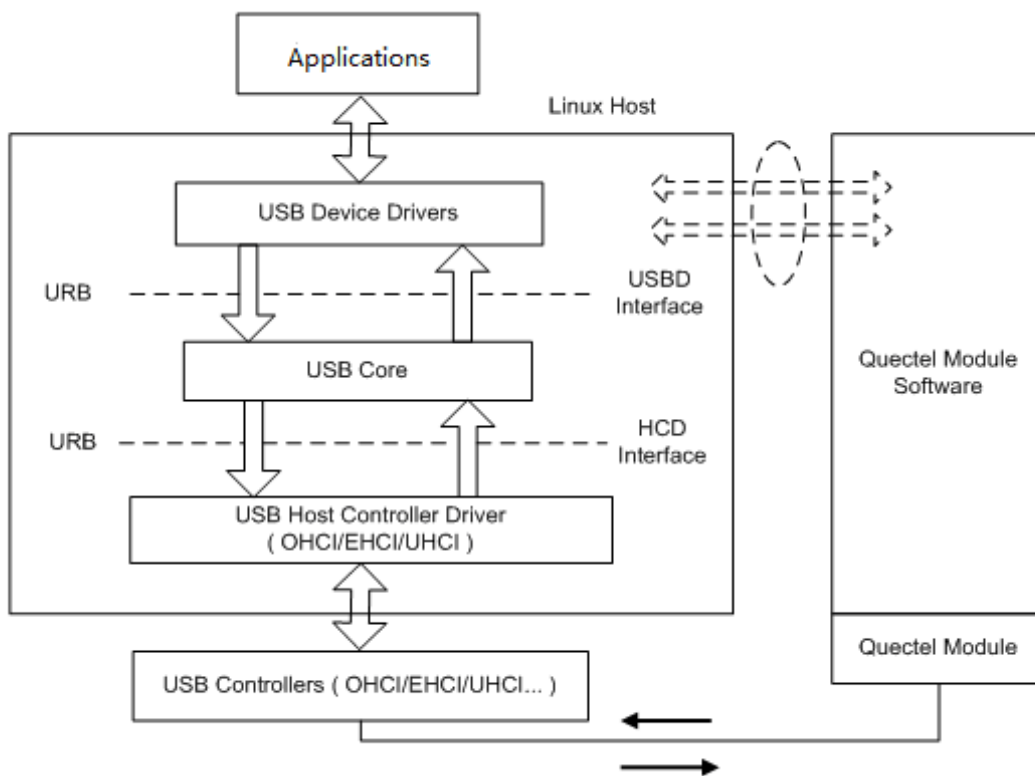 Applications
Linux Host
USB Device Drivers
URB
USBD
Interface
USB Core
Quectel Module
Software
URB
HCD
Interface
USB Host Controller Driver
( OHCI/EHCI/UHCI )
Quectel Module
USB Controllers ( OHCI/EHCI/UHCI... )